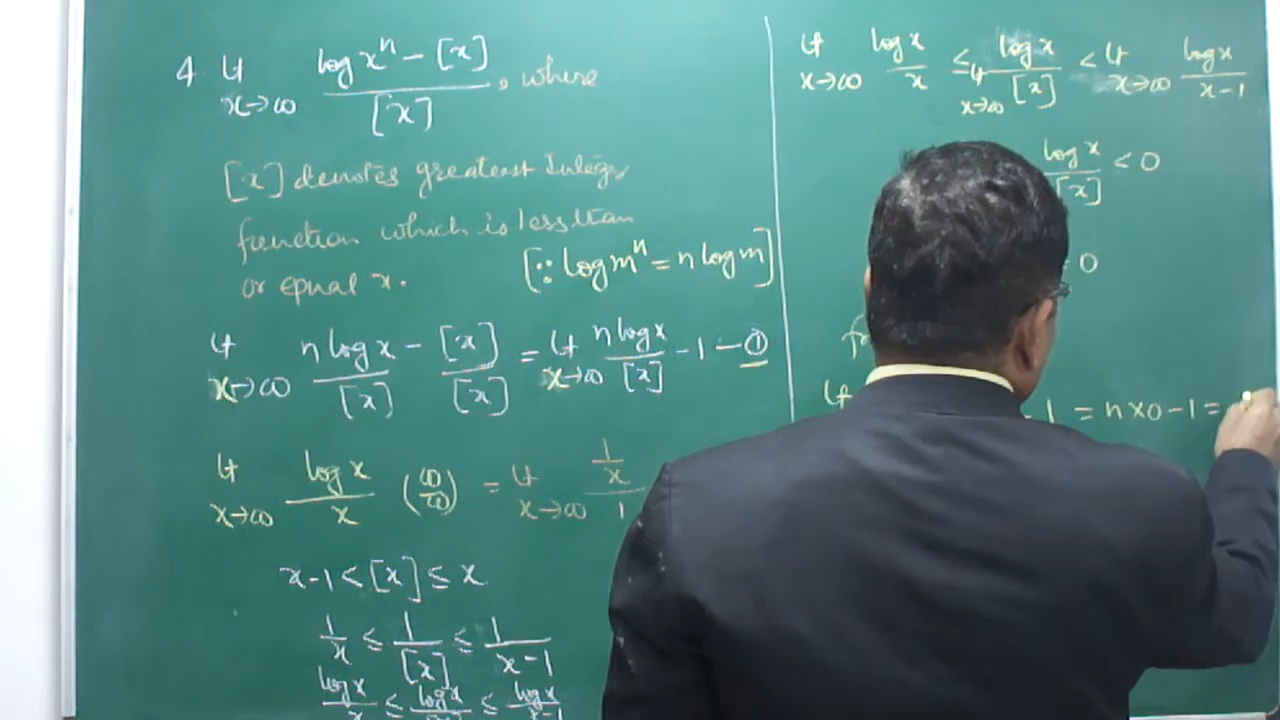 4 Lt x→∞ (log xⁿ − [x]) / [x], where
[x] denotes greatest Integer
function which is less than
or equal x.
[∵ log mⁿ = n log m]
Lt x→∞ n log x / [x] − [x] / [x] = Lt x→∞ n log x / [x] − 1 — ①
Lt x→∞ log x / x (∞/∞) = Lt x→∞ (1/x) / 1
x−1 < [x] ≤ x
1/x ≤ 1/[x] ≤ 1/(x−1)
log x / x ≤ log x / [x] ≤ log x / (x−1)
Lt x→∞ log x / x ≤ Lt x→∞ log x / [x] < Lt x→∞ log x / (x−1)
log x / [x] < 0
= 0
Lt 1 = n×0−1 =